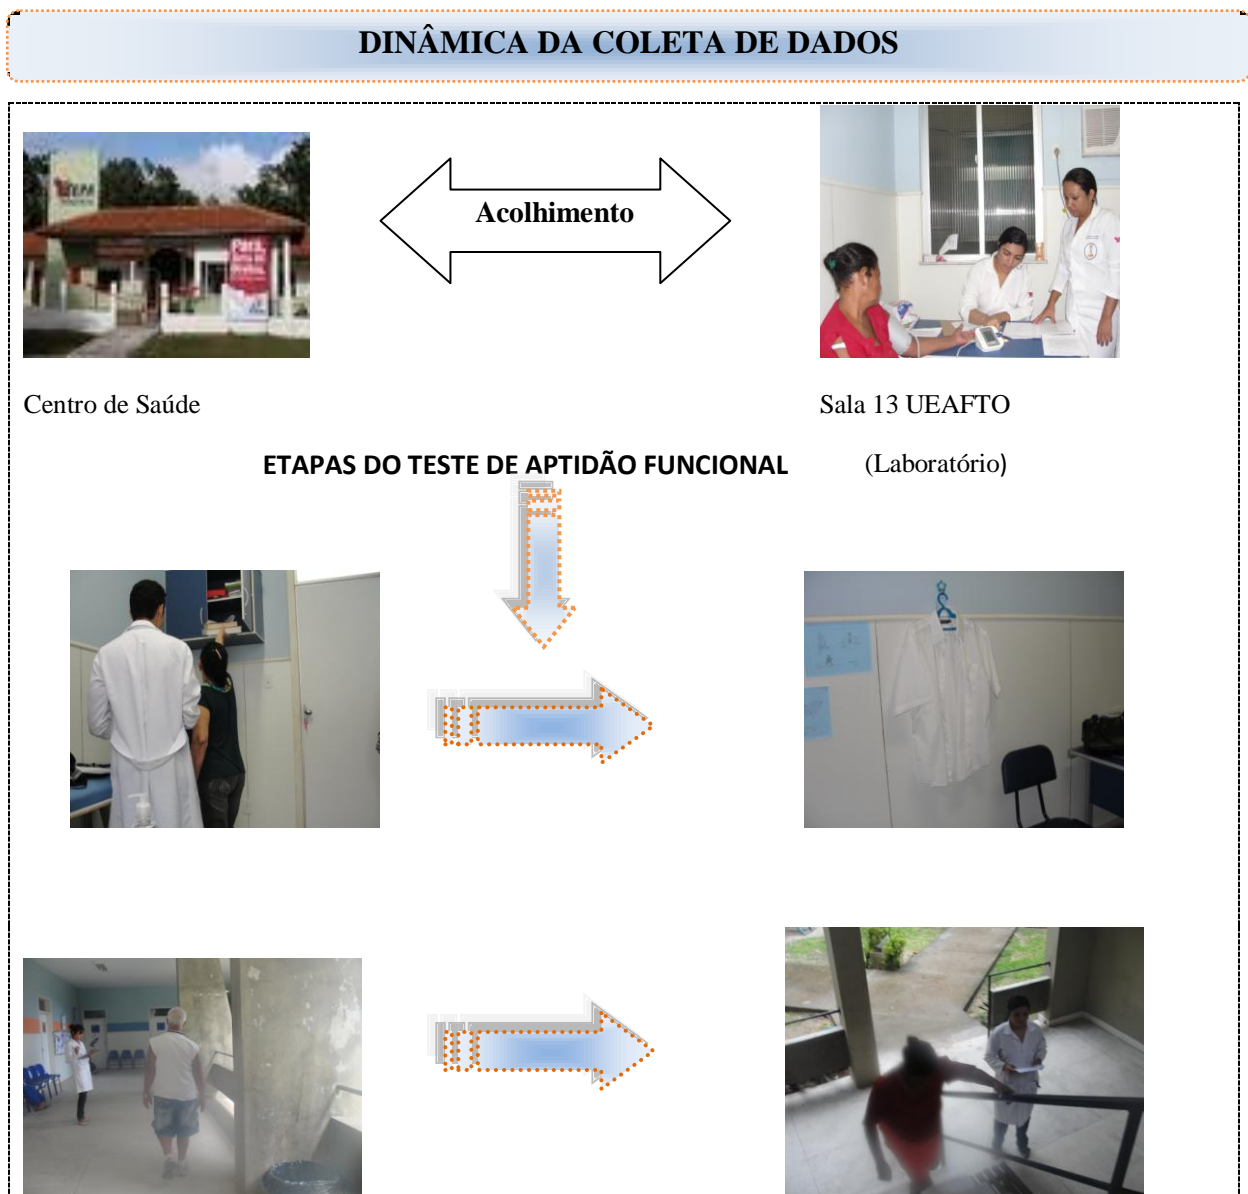 DINÂMICA DA COLETA DE DADOS
Acolhimento
Centro de Saúde
Sala 13 UEAFTO
ETAPAS DO TESTE DE APTIDÃO FUNCIONAL
(Laboratório)